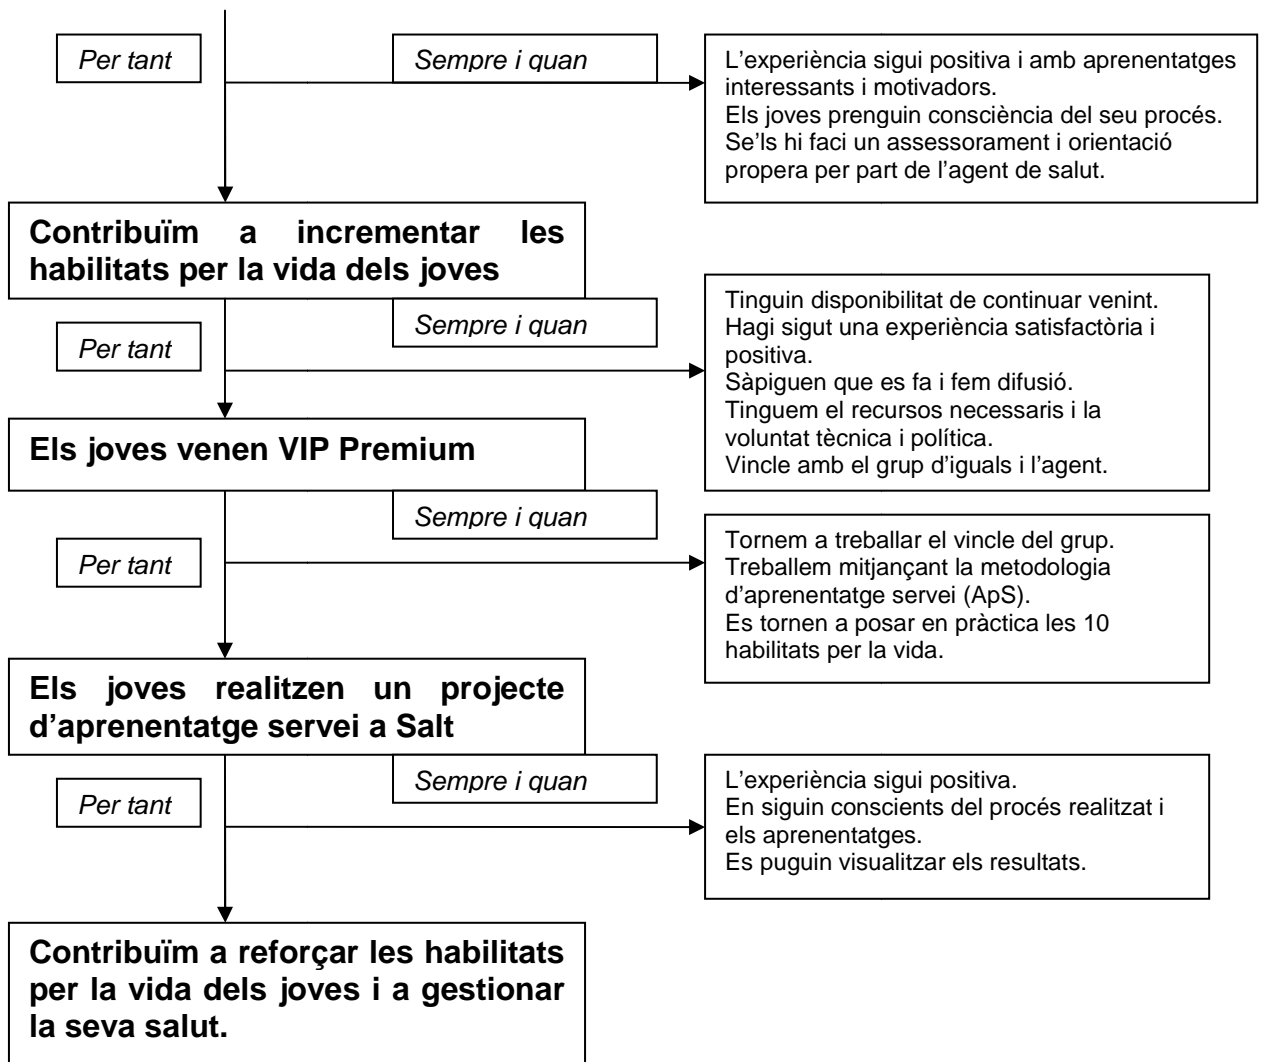 Per tant
Sempre i quan
L'experiència sigui positiva i amb aprenentatges
interessants i motivadors.
Els joves prenguin consciència del seu procés.
Se'ls hi faci un assessorament i orientació
propera per part de l'agent de salut.
Contribuïm a incrementar les
habilitats per la vida dels joves
Per tant
Sempre i quan
Tinguin disponibilitat de continuar venint.
Hagi sigut una experiència satisfactòria i
positiva.
Sàpiguen que es fa i fem difusió.
Tinguem el recursos necessaris i la
voluntat tècnica i política.
Vincle amb el grup d'iguals i l'agent.
Els joves venen VIP Premium
Sempre i quan
Per tant
Tornem a treballar el vincle del grup.
Treballem mitjançant la metodologia
d'aprenentatge servei (ApS).
Es tornen a posar en pràctica les 10
habilitats per la vida.
Els joves realitzen un projecte
d'aprenentatge servei a Salt
Sempre i quan
Per tant
L'experiència sigui positiva.
En siguin conscients del procés realitzat i
els aprenentatges.
Es puguin visualitzar els resultats.
Contribuïm a reforçar les habilitats
per la vida dels joves i a gestionar
la seva salut.